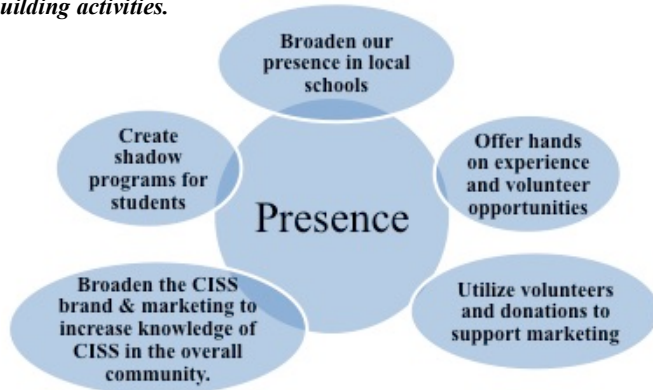 uilding activities.
Broaden our
presence in local
schools
Create
shadow
programs for
students
Offer hands
on experience
and volunteer
opportunities
Presence
Broaden the CISS
brand & marketing to
increase knowledge of
CISS in the overall
community.
Utilize volunteers
and donations to
support marketing